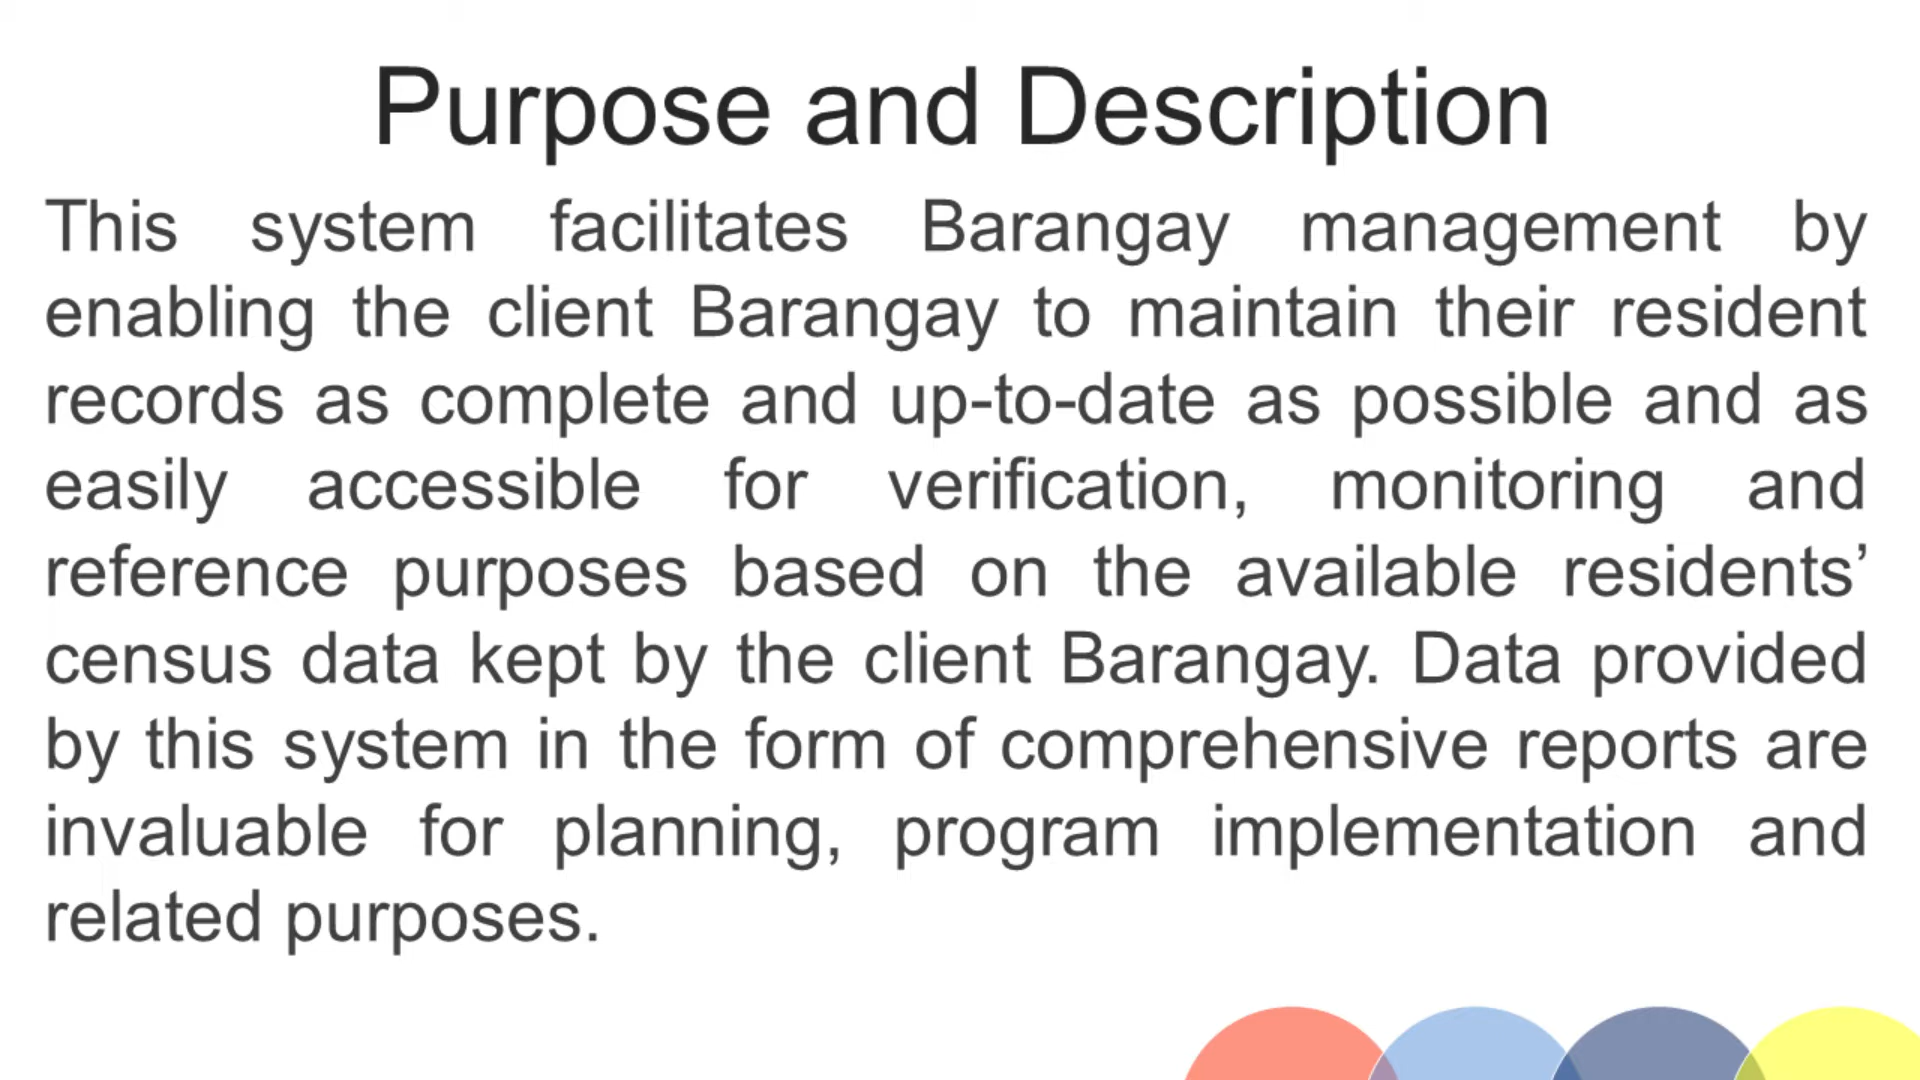 Purpose and Description
This system facilitates Barangay management by
enabling the client Barangay to maintain their resident
records as complete and up-to-date as possible and as
easily accessible for verification, monitoring and
reference purposes based on the available residents’
census data kept by the client Barangay. Data provided
by this system in the form of comprehensive reports are
invaluable for planning, program implementation and
related purposes.